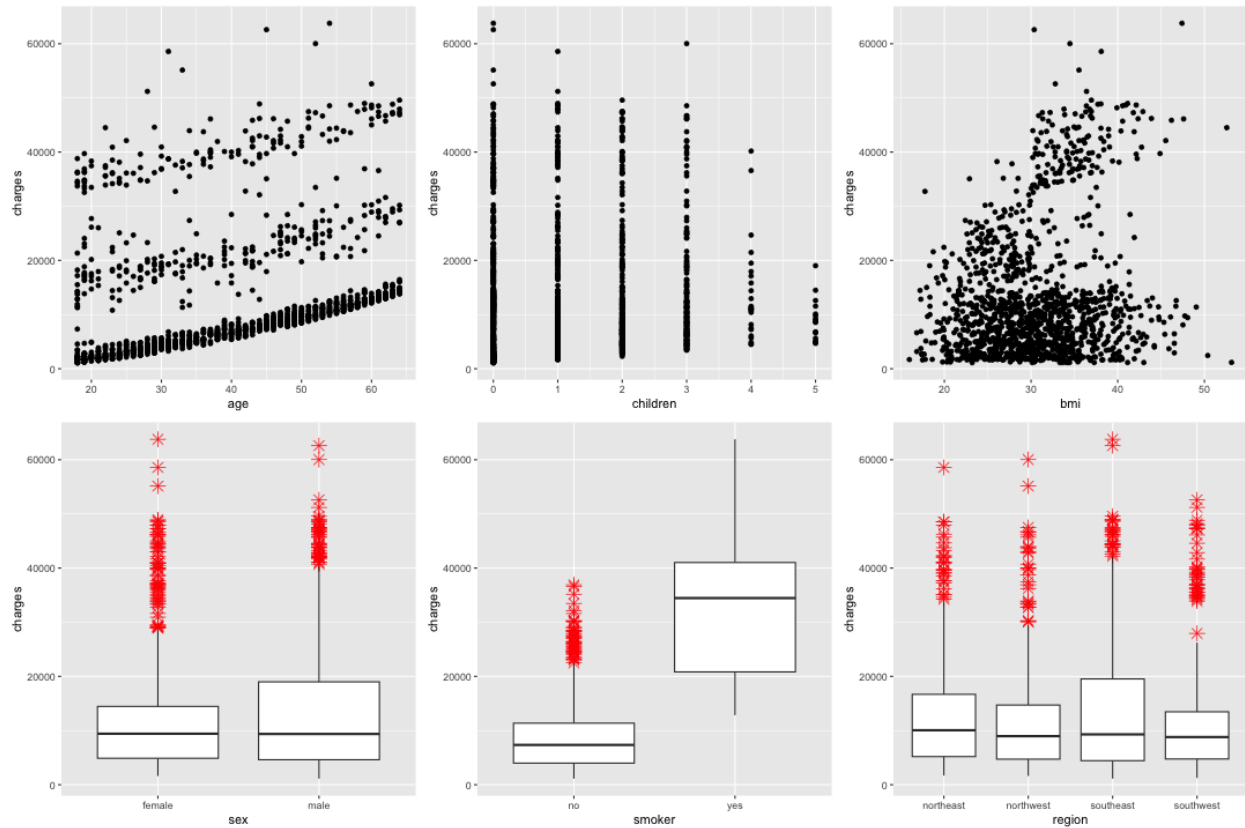 charges
60000
40000
20000
0
20
30
40
50
60
age
charges
60000
40000
20000
0
0
1
2
3
4
5
children
charges
60000
40000
20000
0
20
30
40
50
bmi
charges
60000
40000
20000
0
female
male
sex
charges
60000
40000
20000
0
no
yes
smoker
charges
60000
40000
20000
0
northeast
northwest
southeast
southwest
region